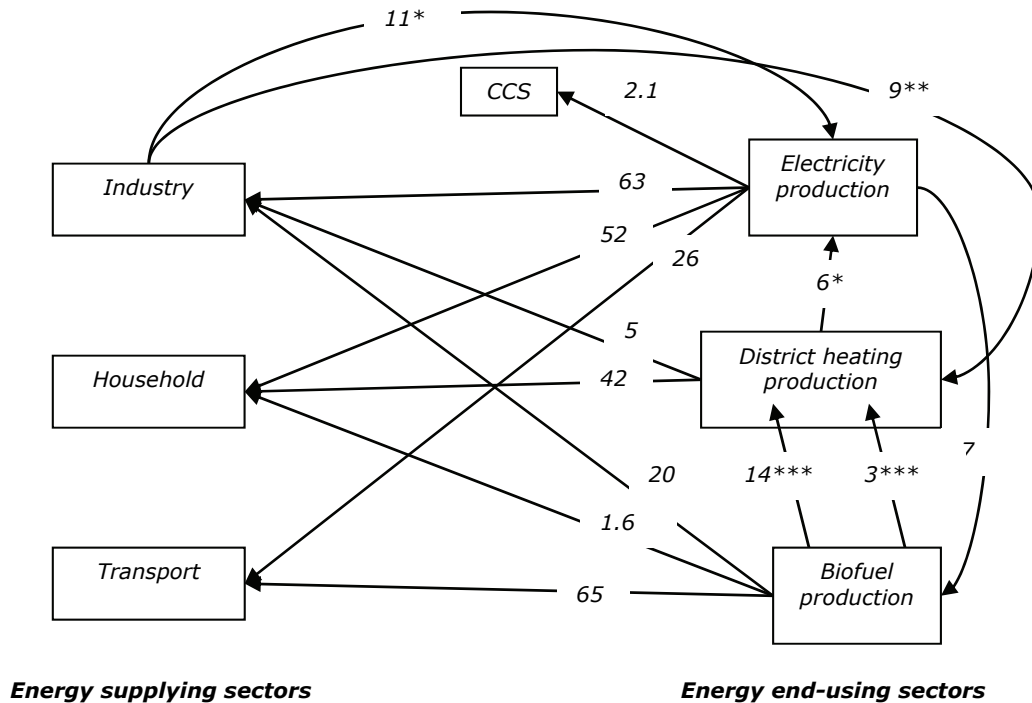 11*
CCS
2.1
9**
Industry
Electricity
production
63
52
26
6*
Household
5
District heating
production
42
14***
3***
7
20
1.6
Transport
65
Biofuel
production
Energy supplying sectors
Energy end-using sectors